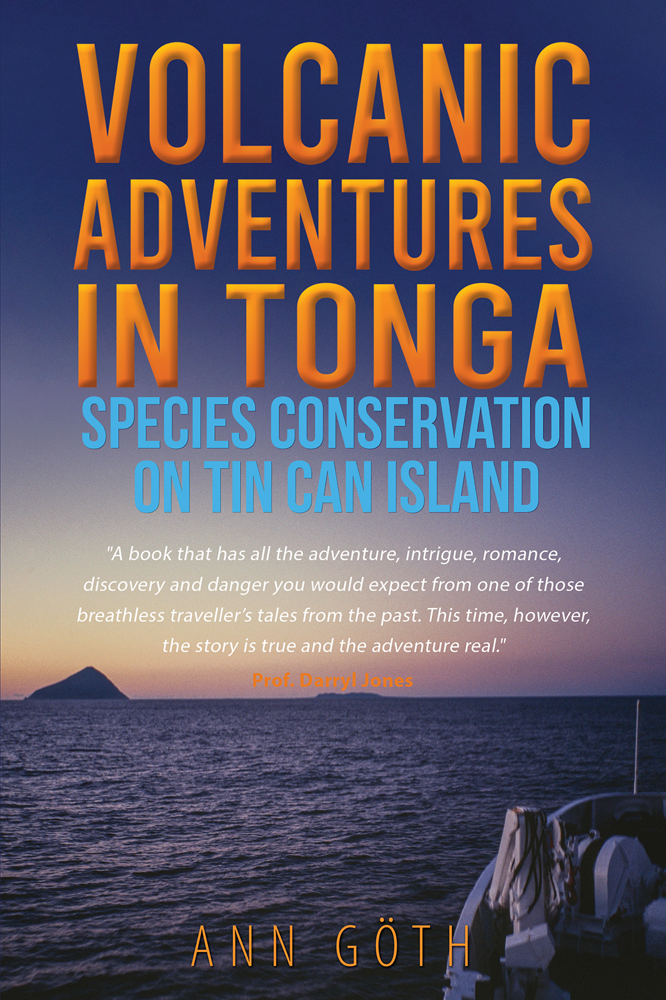 VOLCANIC
ADVENTURES
IN TONGA
SPECIES CONSERVATION
ON TIN CAN ISLAND
"A book that has all the adventure, intrigue, romance,
discovery and danger you would expect from one of those
breathless traveller’s tales from the past. This time, however,
the story is true and the adventure real."
Prof. Darryl Jones
ANN GÖTH